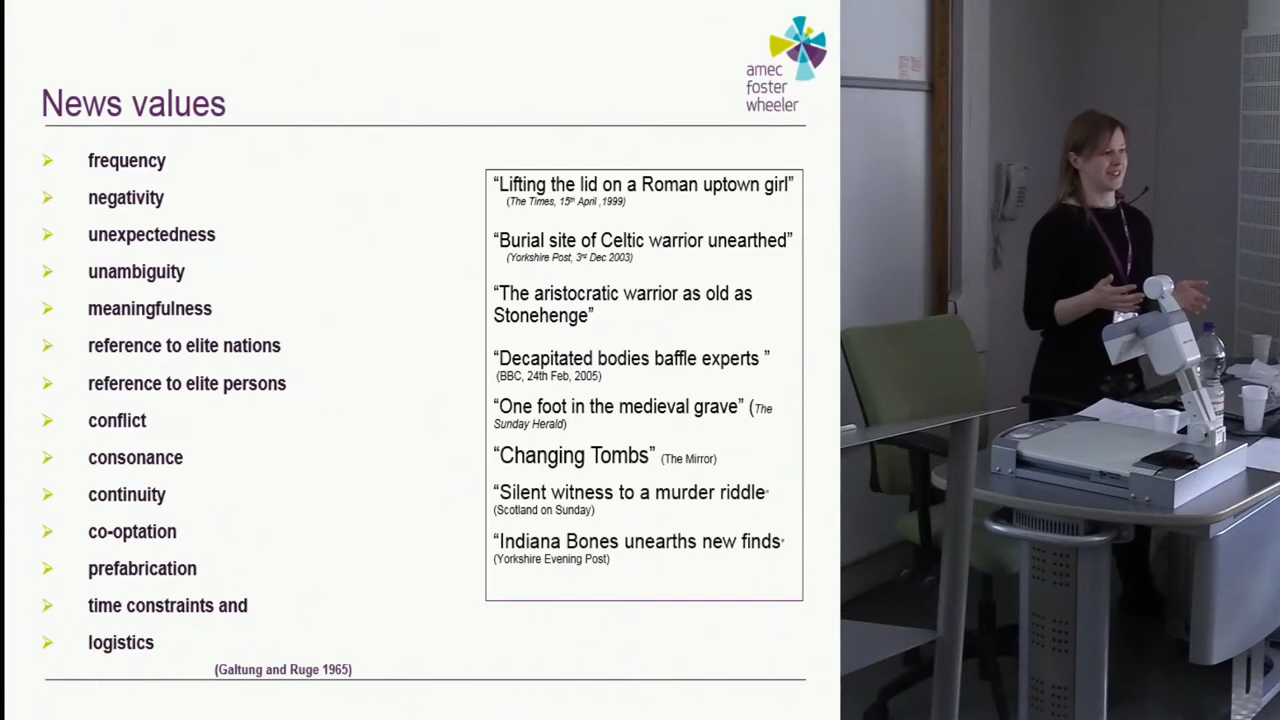 amec
foster
wheeler
News values
frequency
negativity
unexpectedness
unambiguity
meaningfulness
reference to elite nations
reference to elite persons
conflict
consonance
continuity
co-optation
prefabrication
time constraints and
logistics
(Galtung and Ruge 1965)
“Lifting the lid on a Roman uptown girl”
(The Times, 15th April ,1999)
“Burial site of Celtic warrior unearthed”
(Yorkshire Post, 3rd Dec 2003)
“The aristocratic warrior as old as
Stonehenge”
“Decapitated bodies baffle experts ”
(BBC, 24th Feb, 2005)
“One foot in the medieval grave” (The
Sunday Herald)
“Changing Tombs” (The Mirror)
“Silent witness to a murder riddle”
(Scotland on Sunday)
“Indiana Bones unearths new finds”
(Yorkshire Evening Post)